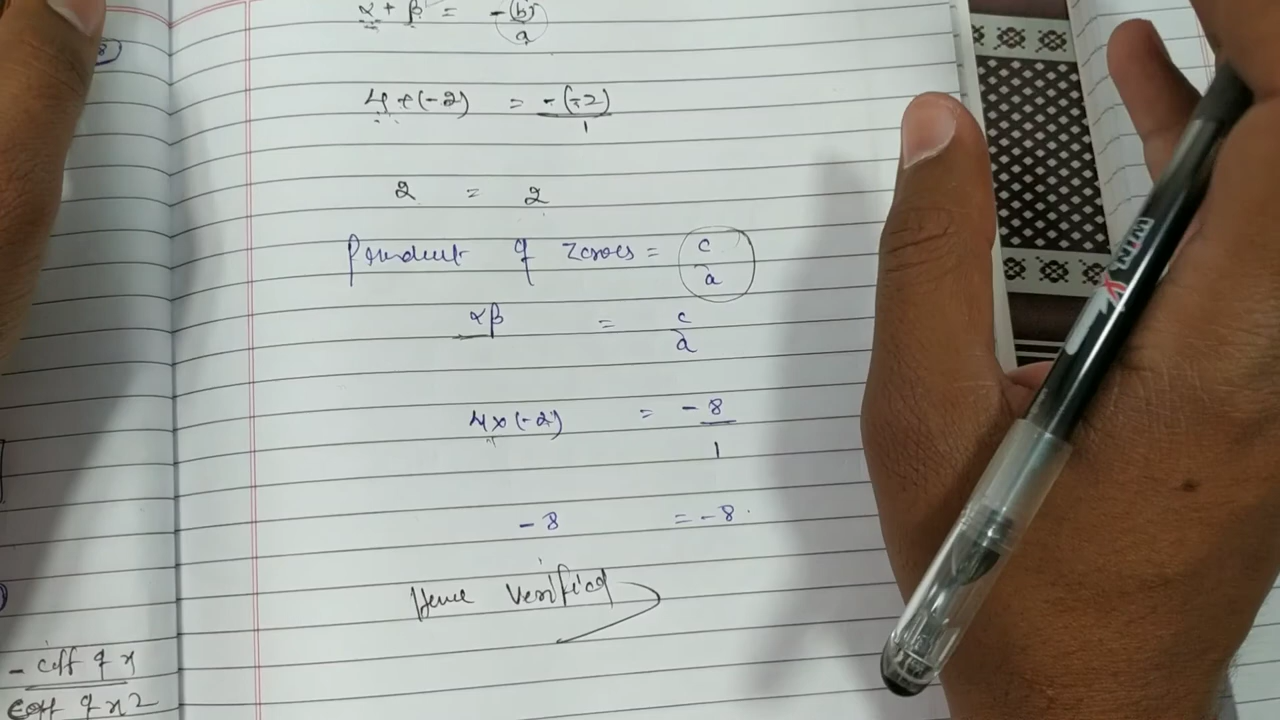 α + β = -(b)
a
4 + (-2) = -(-2)
1
2 = 2
Product of zeroes = c
a
αβ = c
a
4 × (-2) = -8
1
-8 = -8.
Hence verified
- coff of x
coff of x2
WIN